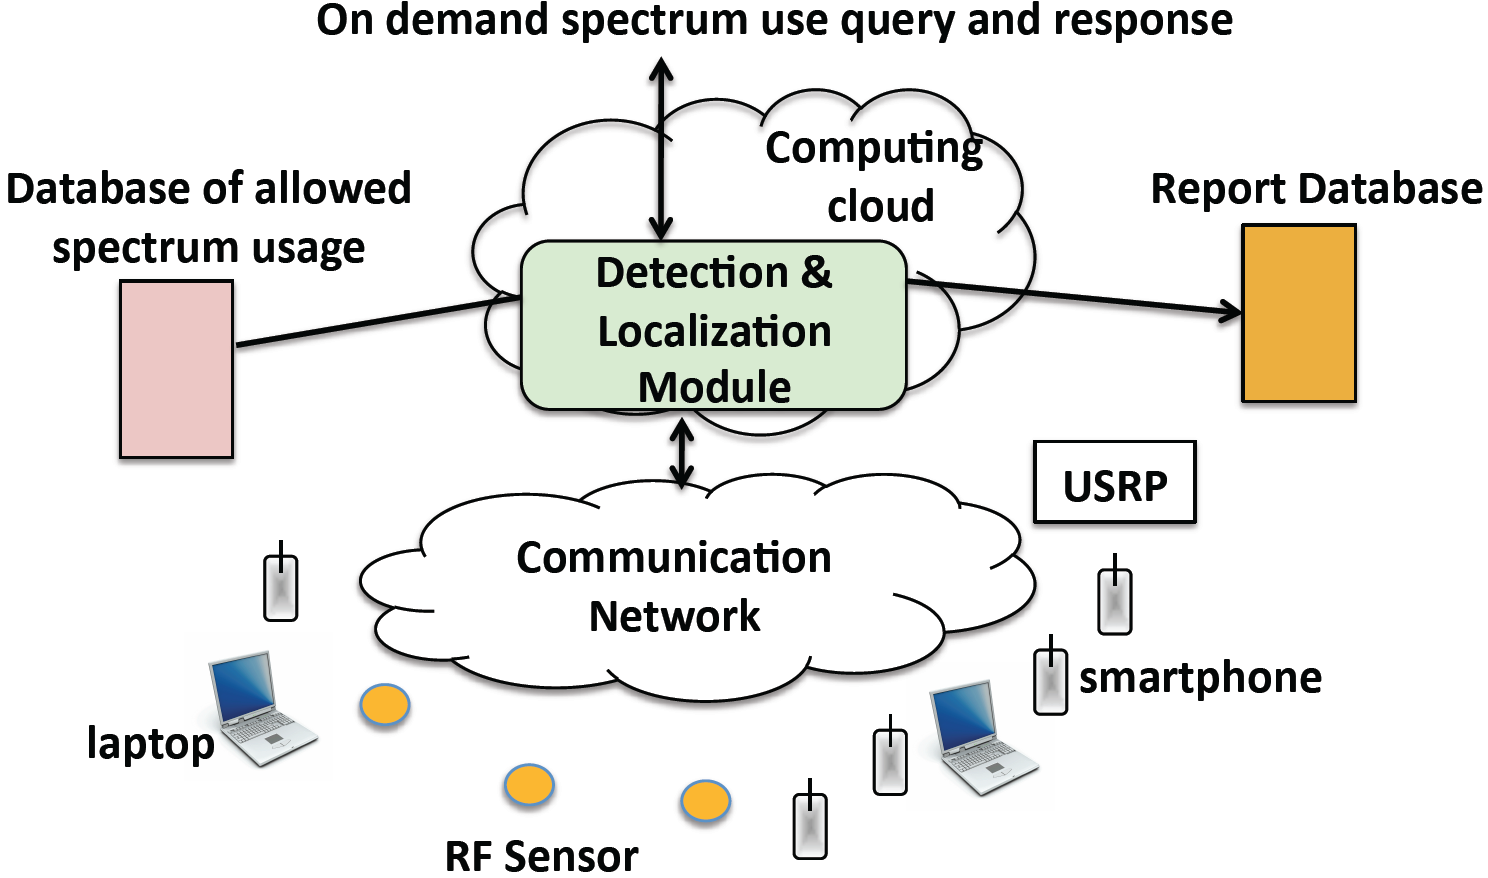 On demand spectrum use query and response
Computing
cloud
Database of allowed
spectrum usage
Report Database
Detection &
Localization
Module
USRP
Communication
Network
smartphone
laptop
RF Sensor